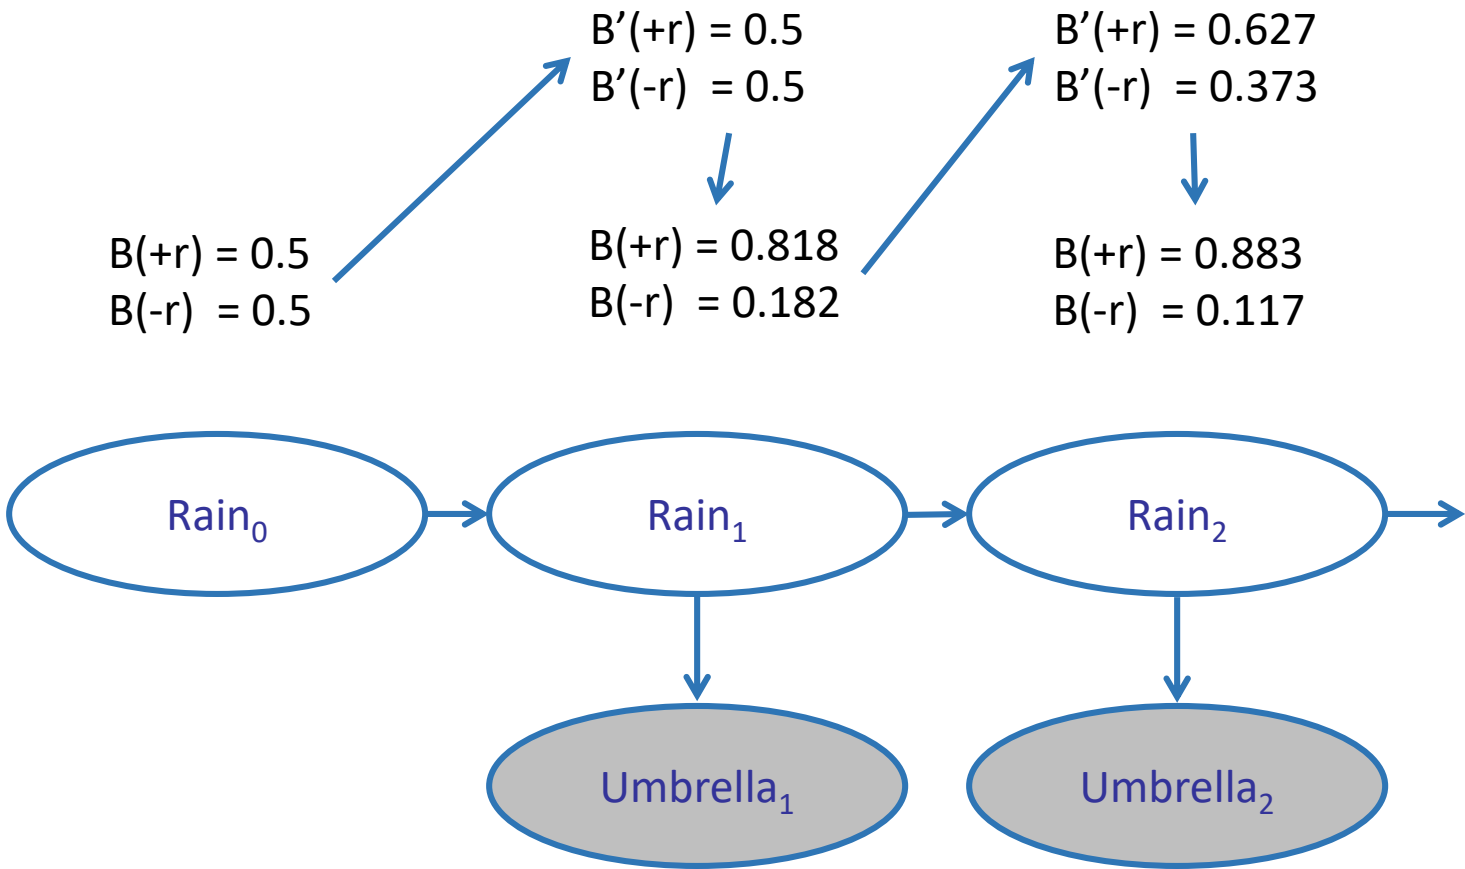 B’(+r) = 0.5
B’(-r) = 0.5
B’(+r) = 0.627
B’(-r) = 0.373
B(+r) = 0.5
B(-r) = 0.5
B(+r) = 0.818
B(-r) = 0.182
B(+r) = 0.883
B(-r) = 0.117
Rain₀
Rain₁
Rain₂
Umbrella₁
Umbrella₂